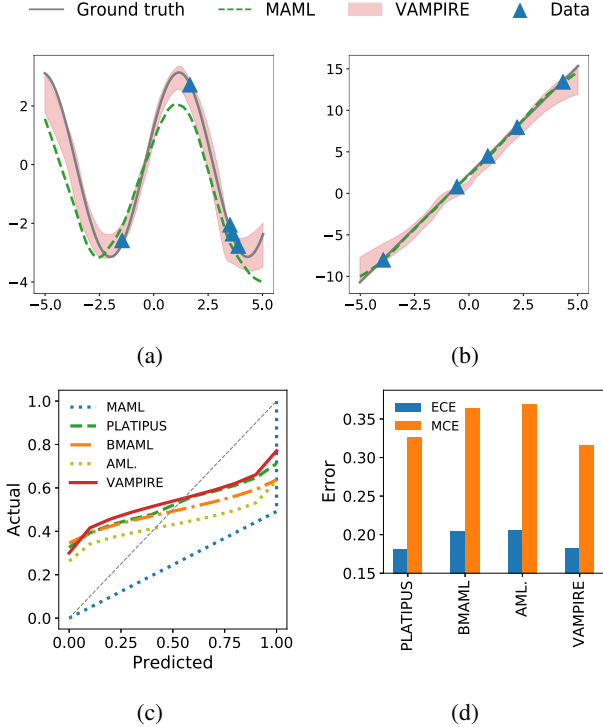 Ground truth MAML VAMPIRE Data
2
0
−2
−4
−5.0 −2.5 0.0 2.5 5.0
(a)
15
10
5
0
−5
−10
−5.0 −2.5 0.0 2.5 5.0
(b)
1.0
0.8
0.6
0.4
0.2
0.0
Actual
MAML
PLATIPUS
BMAML
AML.
VAMPIRE
0.00 0.25 0.50 0.75 1.00
Predicted
(c)
0.35
0.30
0.25
0.20
0.15
Error
ECE
MCE
PLATIPUS
BMAML
AML.
VAMPIRE
(d)